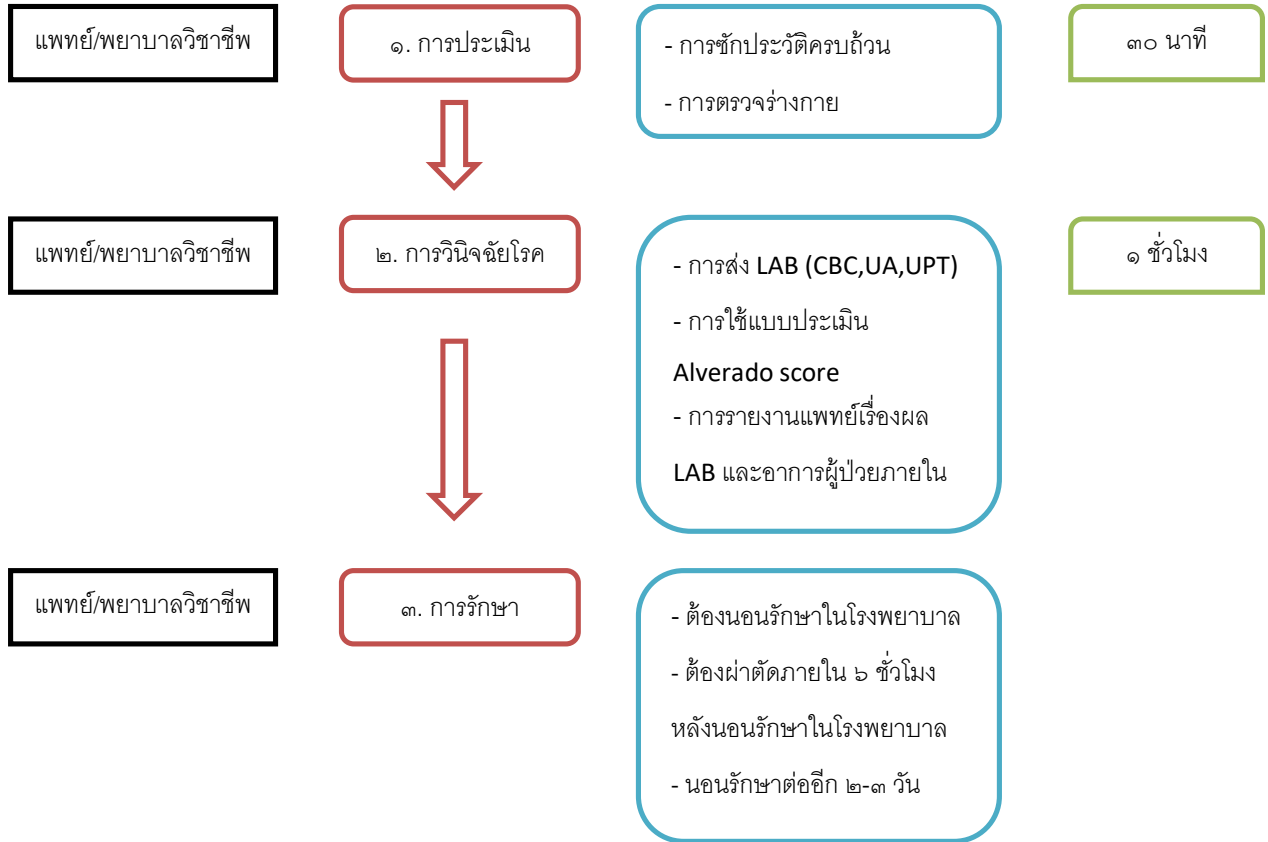 แพทย์/พยาบาลวิชาชีพ
๑. การประเมิน
- การซักประวัติครบถ้วน
- การตรวจร่างกาย
๓๐ นาที
แพทย์/พยาบาลวิชาชีพ
๒. การวินิจฉัยโรค
- การส่ง LAB (CBC,UA,UPT)
- การใช้แบบประเมิน
Alverado score
- การรายงานแพทย์เรื่องผล
LAB และอาการผู้ป่วยภายใน
๑ ชั่วโมง
แพทย์/พยาบาลวิชาชีพ
๓. การรักษา
- ต้องนอนรักษาในโรงพยาบาล
- ต้องผ่าตัดภายใน ๖ ชั่วโมง
หลังนอนรักษาในโรงพยาบาล
- นอนรักษาต่ออีก ๒-๓ วัน